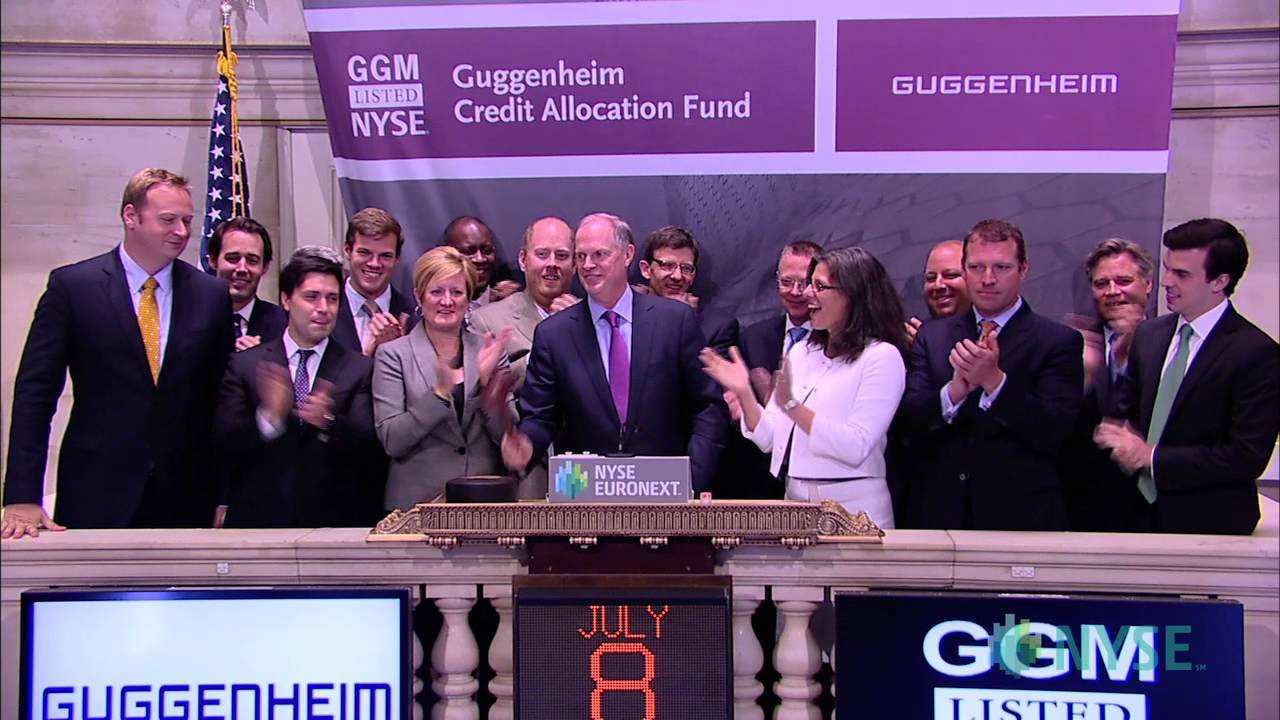 GGM
LISTED
NYSE
Guggenheim
Credit Allocation Fund
GUGGENHEIM
NYSE
EURONEXT
GUGGENHEIM
JULY
8
GGM
LISTED
NYSE